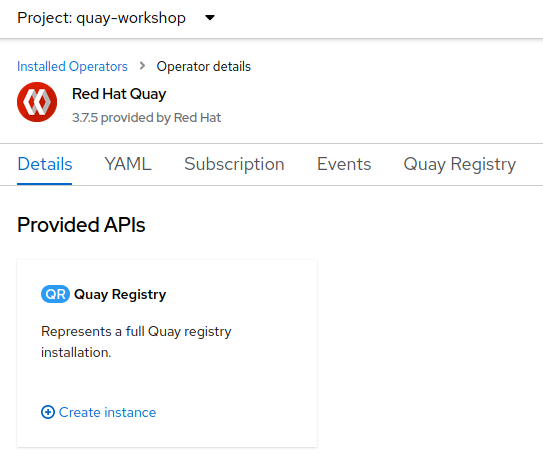 Project: quay-workshop
Installed Operators > Operator details
Red Hat Quay
3.7.5 provided by Red Hat
Details YAML Subscription Events Quay Registry
Provided APIs
QR Quay Registry
Represents a full Quay registry
installation.
Create instance